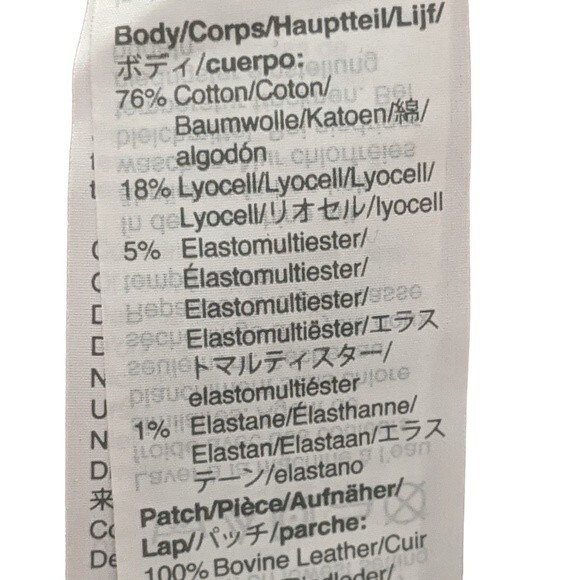 Body/Corps/Hauptteil/Lijf/
ボディ/cuerpo:
76% Cotton/Coton/
Baumwolle/Katoen/綿/
algodón
18% Lyocell/Lyocell/Lyocell/
Lyocell/リオセル/lyocell
5% Elastomultiester/
Élastomultiester/
Elastomultiester/
Elastomultiëster/エラス
トマルティスター/
elastomultiéster
1% Elastane/Élasthanne/
Elastan/Elastaan/エラス
テーン/elastano
Patch/Pièce/Aufnäher/
Lap/パッチ/parche:
100% Bovine Leather/Cuir